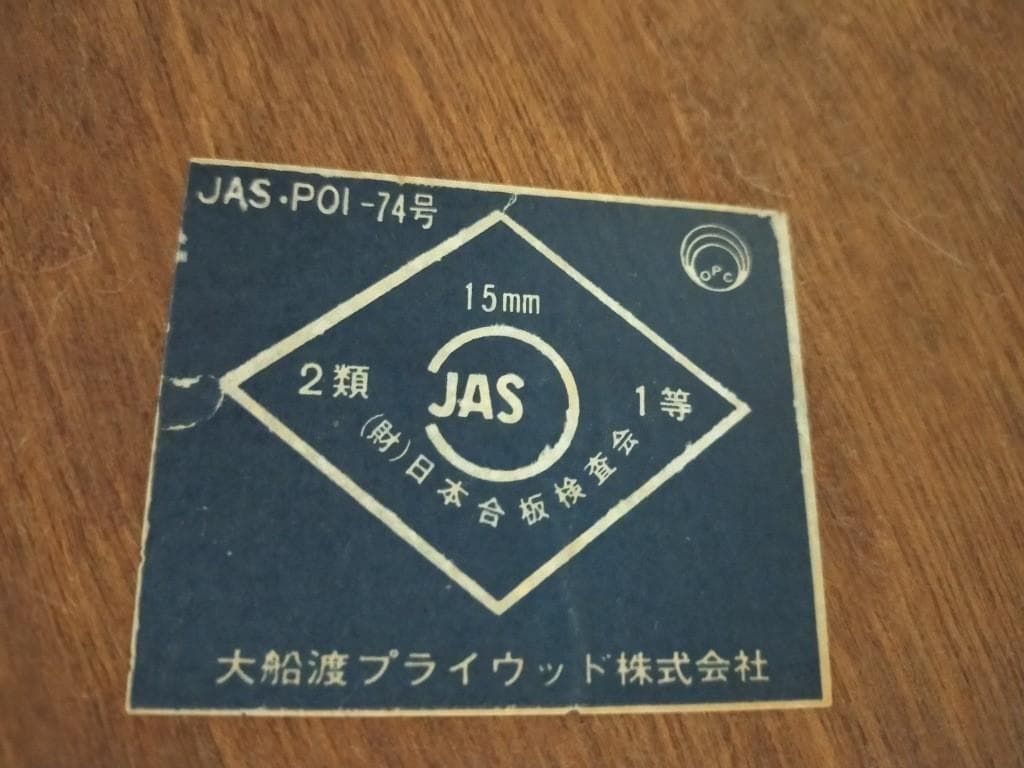 JAS・PO1-74号
OPC
15mm
2類
JAS
1等
(財)日本合板検査会
大船渡プライウッド株式会社